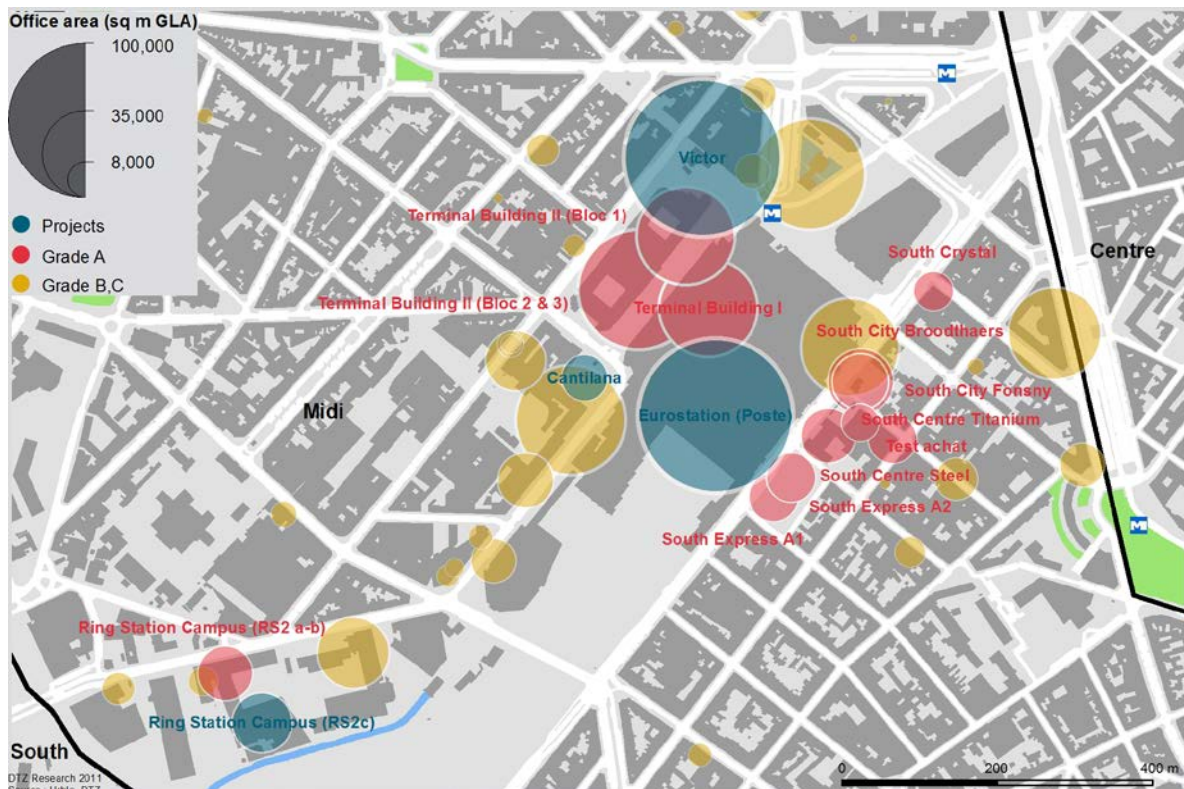 Office area (sq m GLA)
100,000
35,000
8,000
Projects
Grade A
Grade B,C
M
Victor
M
Terminal Building II (Bloc 1)
South Crystal
Centre
Terminal Building II (Bloc 2 & 3)
Terminal Building I
South City Broodthaers
Cantilana
South City Fonsny
Midi
Eurostation (Poste)
South Centre Titanium
Test achat
South Centre Steel
South Express A2
M
South Express A1
Ring Station Campus (RS2 a-b)
Ring Station Campus (RS2c)
South
0 200 400 m
DTZ Research 2011